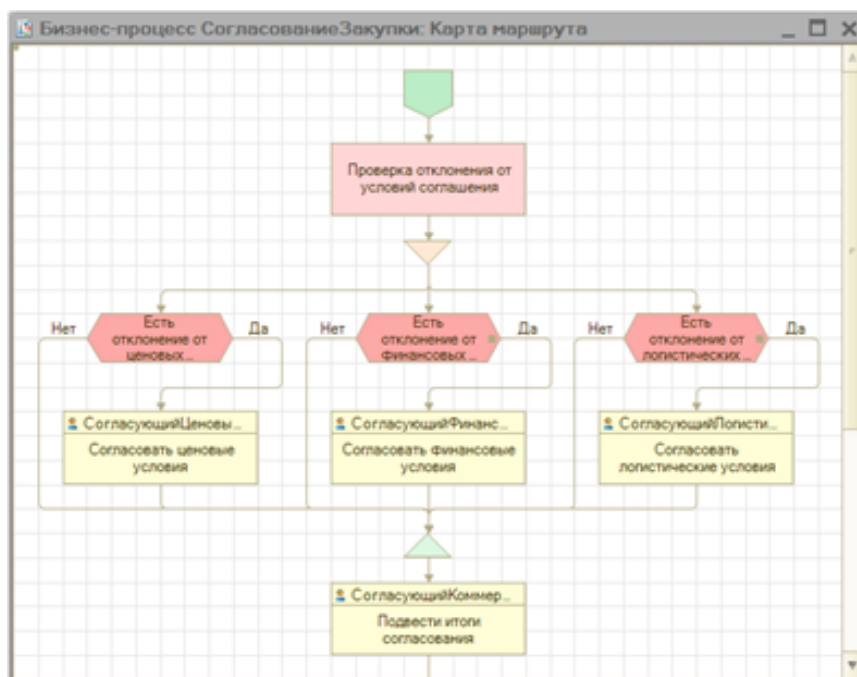 Бизнес-процесс СогласованиеЗакупки: Карта маршрута
Проверка отклонения от
условий соглашения
Нет
Есть
отклонение от
ценовых...
Да
Нет
Есть
отклонение от
финансовых...
Да
Нет
Есть
отклонение от
логистических...
Да
СогласующийЦеновы...
Согласовать ценовые
условия
СогласующийФинанс...
Согласовать финансовые
условия
СогласующийЛогисти...
Согласовать
логистические условия
СогласующийКоммер...
Подвести итоги
согласования